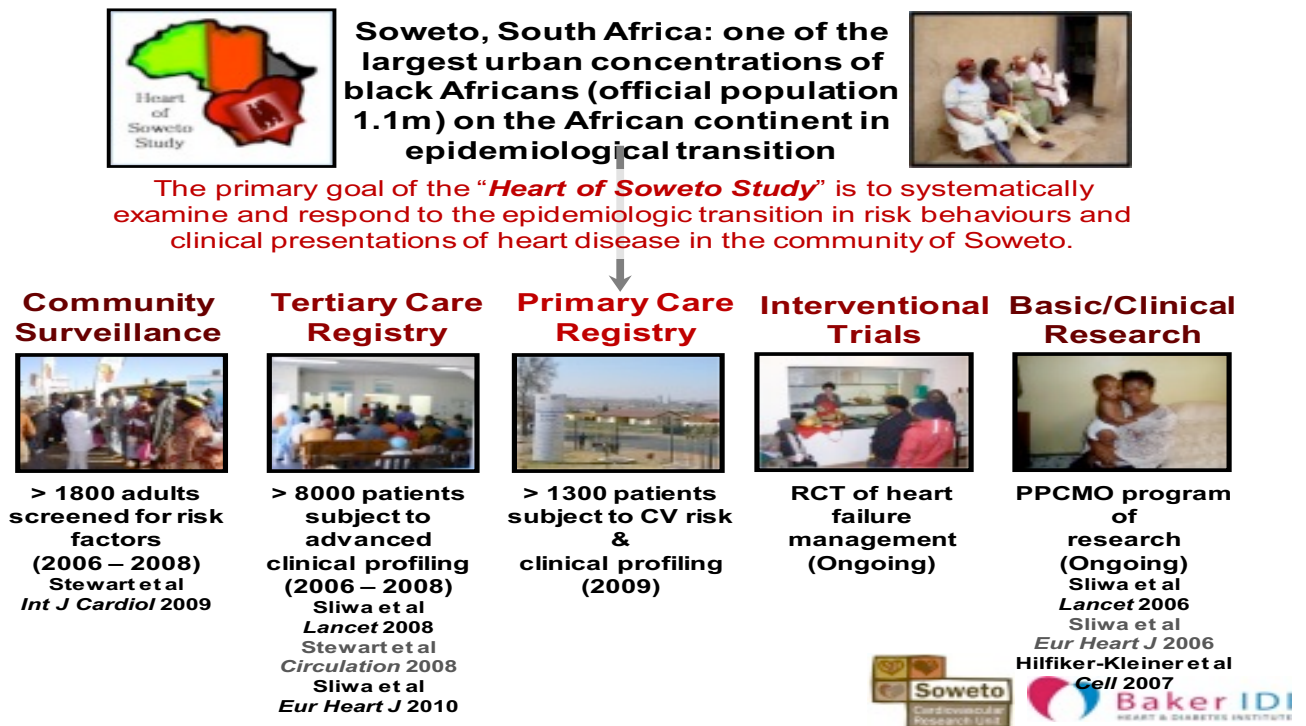 Heart
of
Soweto
Study
Soweto, South Africa: one of the
largest urban concentrations of
black Africans (official population
1.1m) on the African continent in
epidemiological transition
The primary goal of the “Heart of Soweto Study” is to systematically
examine and respond to the epidemiologic transition in risk behaviours and
clinical presentations of heart disease in the community of Soweto.
Community
Surveillance
> 1800 adults
screened for risk
factors
(2006 – 2008)
Stewart et al
Int J Cardiol 2009
Tertiary Care
Registry
> 8000 patients
subject to
advanced
clinical profiling
(2006 – 2008)
Sliwa et al
Lancet 2008
Stewart et al
Circulation 2008
Sliwa et al
Eur Heart J 2010
Primary Care
Registry
> 1300 patients
subject to CV risk
&
clinical profiling
(2009)
Interventional
Trials
RCT of heart
failure
management
(Ongoing)
Basic/Clinical
Research
PPCMO program
of
research
(Ongoing)
Sliwa et al
Lancet 2006
Sliwa et al
Eur Heart J 2006
Hilfiker-Kleiner et al
Cell 2007
Soweto
Cardiovascular
Research Unit
Baker IDI
HEART & DIABETES INSTITUTE